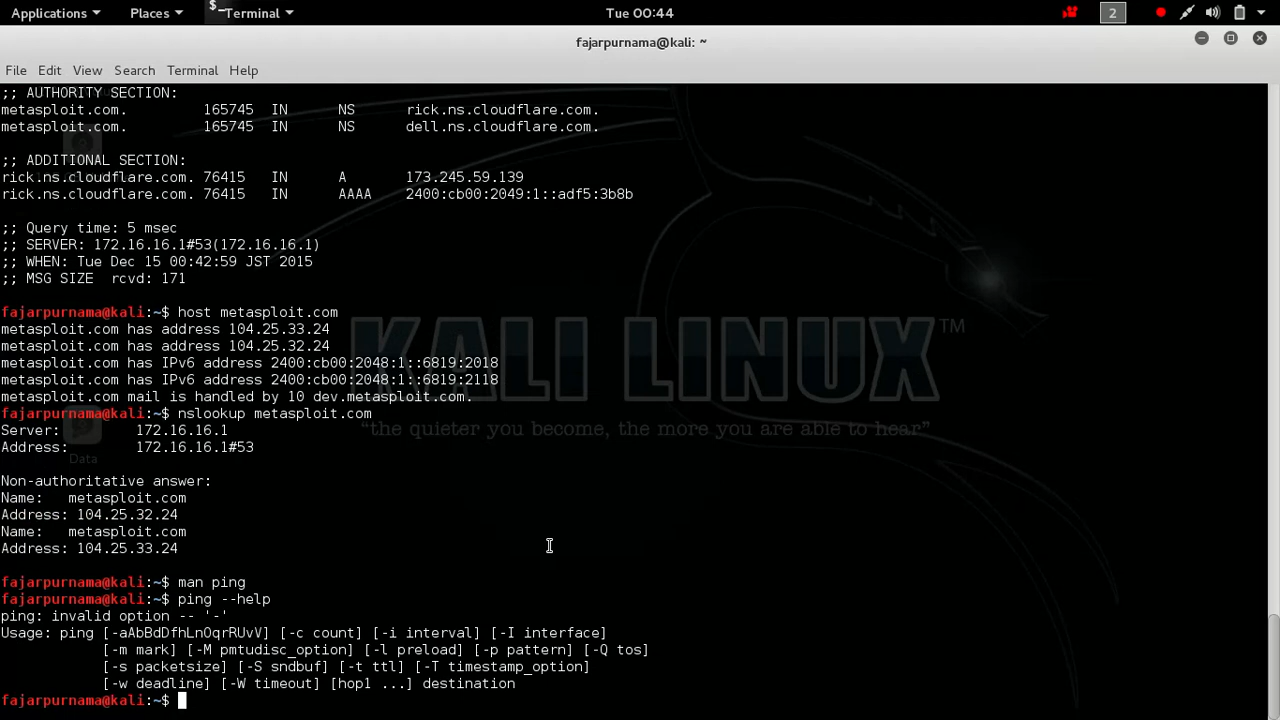 Applications Places Terminal Tue 00:44 2
fajarpurnama@kali: ~
File Edit View Search Terminal Help
;; AUTHORITY SECTION:
metasploit.com. 165745 IN NS rick.ns.cloudflare.com.
metasploit.com. 165745 IN NS dell.ns.cloudflare.com.
;; ADDITIONAL SECTION:
rick.ns.cloudflare.com. 76415 IN A 173.245.59.139
rick.ns.cloudflare.com. 76415 IN AAAA 2400:cb00:2049:1::adf5:3b8b
;; Query time: 5 msec
;; SERVER: 172.16.16.1#53(172.16.16.1)
;; WHEN: Tue Dec 15 00:42:59 JST 2015
;; MSG SIZE rcvd: 171
fajarpurnama@kali:~$ host metasploit.com
metasploit.com has address 104.25.33.24
metasploit.com has address 104.25.32.24
metasploit.com has IPv6 address 2400:cb00:2048:1::6819:2018
metasploit.com has IPv6 address 2400:cb00:2048:1::6819:2118
metasploit.com mail is handled by 10 dev.metasploit.com.
KALI LINUX™
"the quieter you become, the more you are able to hear"
fajarpurnama@kali:~$ nslookup metasploit.com
Server: 172.16.16.1
Address: 172.16.16.1#53
Data
Non-authoritative answer:
Name: metasploit.com
Address: 104.25.32.24
Name: metasploit.com
Address: 104.25.33.24
fajarpurnama@kali:~$ man ping
fajarpurnama@kali:~$ ping --help
ping: invalid option -- '-'
Usage: ping [-aAbBdDfhLnOqrRUvV] [-c count] [-i interval] [-I interface]
[-m mark] [-M pmtudisc_option] [-l preload] [-p pattern] [-Q tos]
[-s packetsize] [-S sndbuf] [-t ttl] [-T timestamp_option]
[-w deadline] [-W timeout] [hop1 ...] destination
fajarpurnama@kali:~$